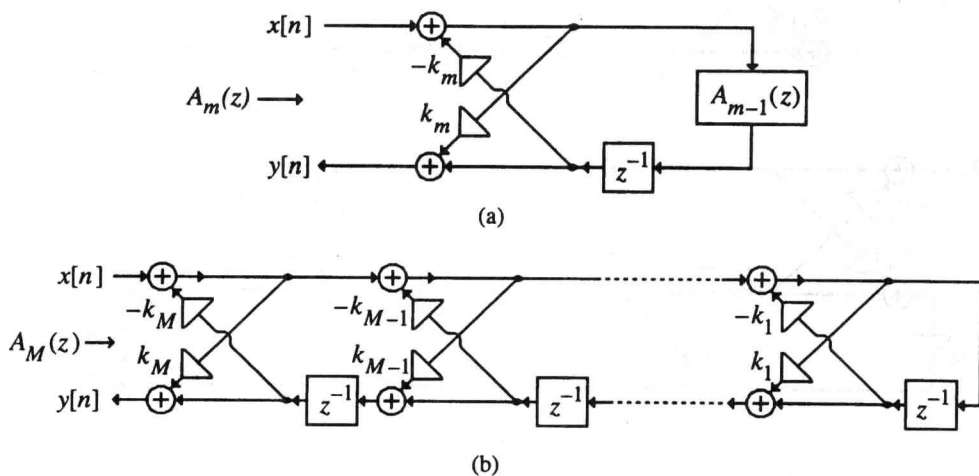 x[n]
−k_m
A_m(z)
k_m
A_{m−1}(z)
y[n]
z^{−1}
(a)
x[n]
−k_M
−k_{M−1}
−k_1
A_M(z)
k_M
k_{M−1}
k_1
y[n]
z^{−1}
z^{−1}
z^{−1}
(b)